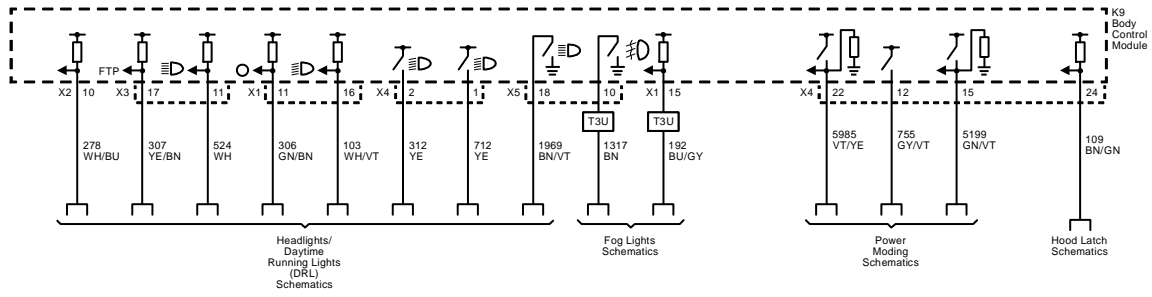 K9
Body
Control
Module
FTP
X2 10 X3 17 11 X1 11 16 X4 2 1 X5 18 10 X1 15 X4 22 12 15 24
T3U T3U
278
WH/BU
307
YE/BN
524
WH
306
GN/BN
103
WH/VT
312
YE
712
YE
1969
BN/VT
1317
BN
192
BU/GY
5985
VT/YE
755
GY/VT
5199
GN/VT
109
BN/GN
Headlights/
Daytime
Running Lights
(DRL)
Schematics
Fog Lights
Schematics
Power
Moding
Schematics
Hood Latch
Schematics